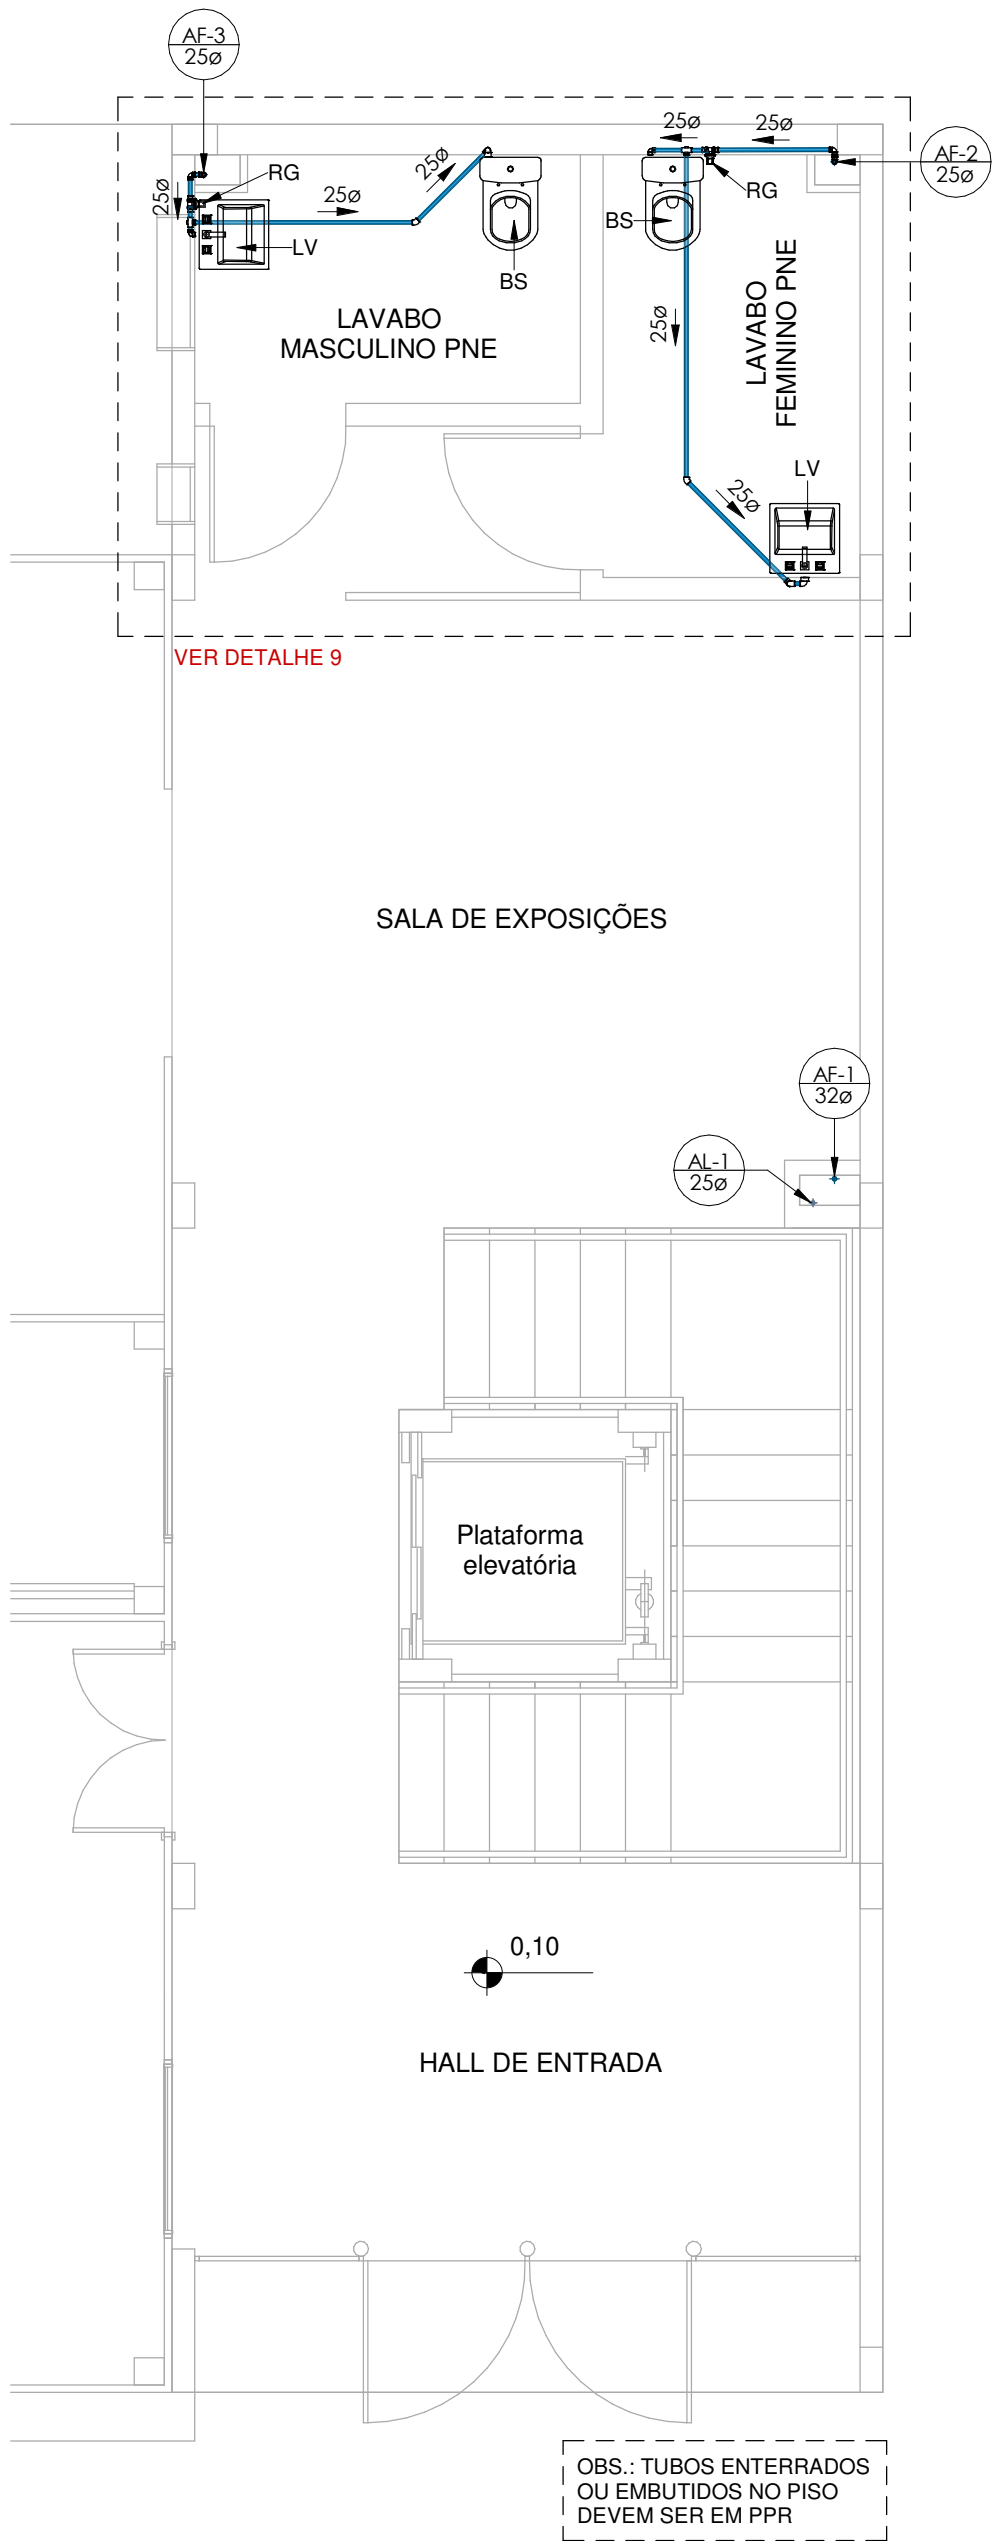 AF-3
25ø
25ø
25ø
AF-2
25ø
RG
25ø
25ø
25ø
RG
BS
LV
BS
LAVABO
MASCULINO PNE
25ø
LAVABO
FEMININO PNE
LV
25ø
VER DETALHE 9
SALA DE EXPOSIÇÕES
AF-1
32ø
AL-1
25ø
Plataforma
elevatória
0,10
HALL DE ENTRADA
OBS.: TUBOS ENTERRADOS
OU EMBUTIDOS NO PISO
DEVEM SER EM PPR